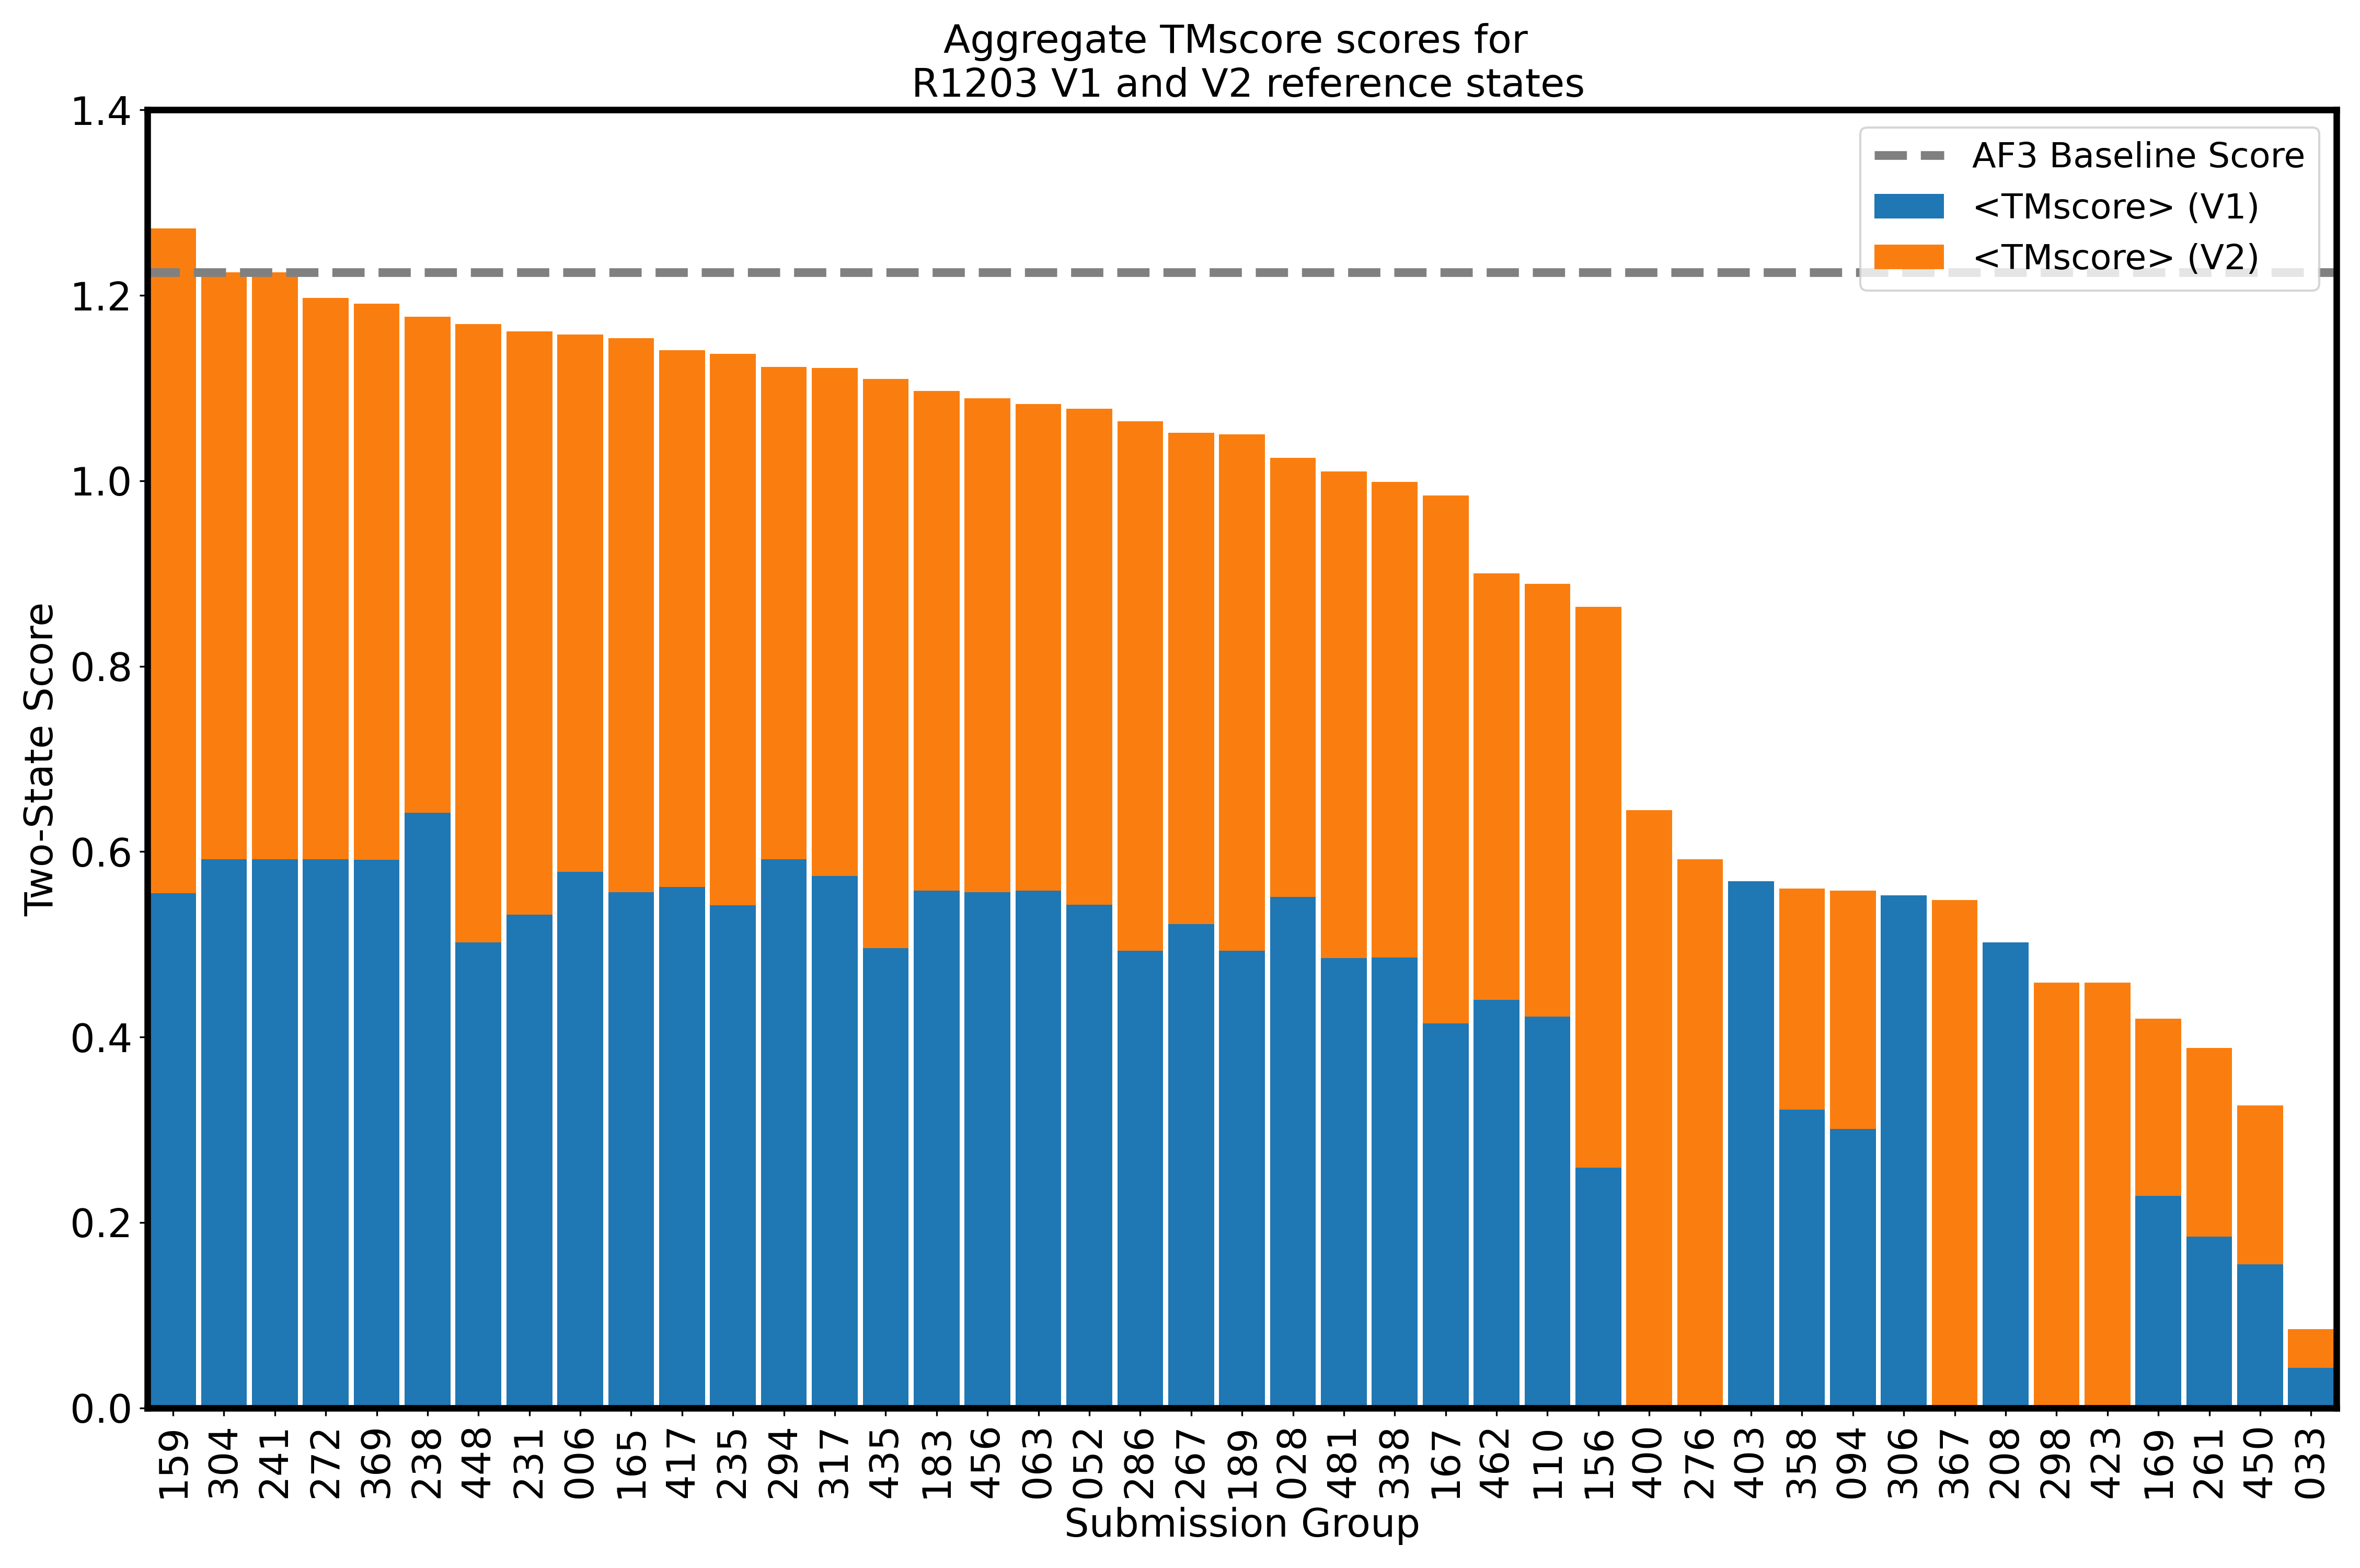 Aggregate TMscore scores for
R1203 V1 and V2 reference states
1.4
1.2
1.0
0.8
0.6
0.4
0.2
0.0
Two-State Score
AF3 Baseline Score
<TMscore> (V1)
<TMscore> (V2)
159 304 241 272 369 238 448 231 006 165 417 235 294 317 435 183 456 063 052 286 267 189 028 481 338 167 462 110 156 400 276 403 358 094 306 367 208 298 423 169 261 450 033
Submission Group